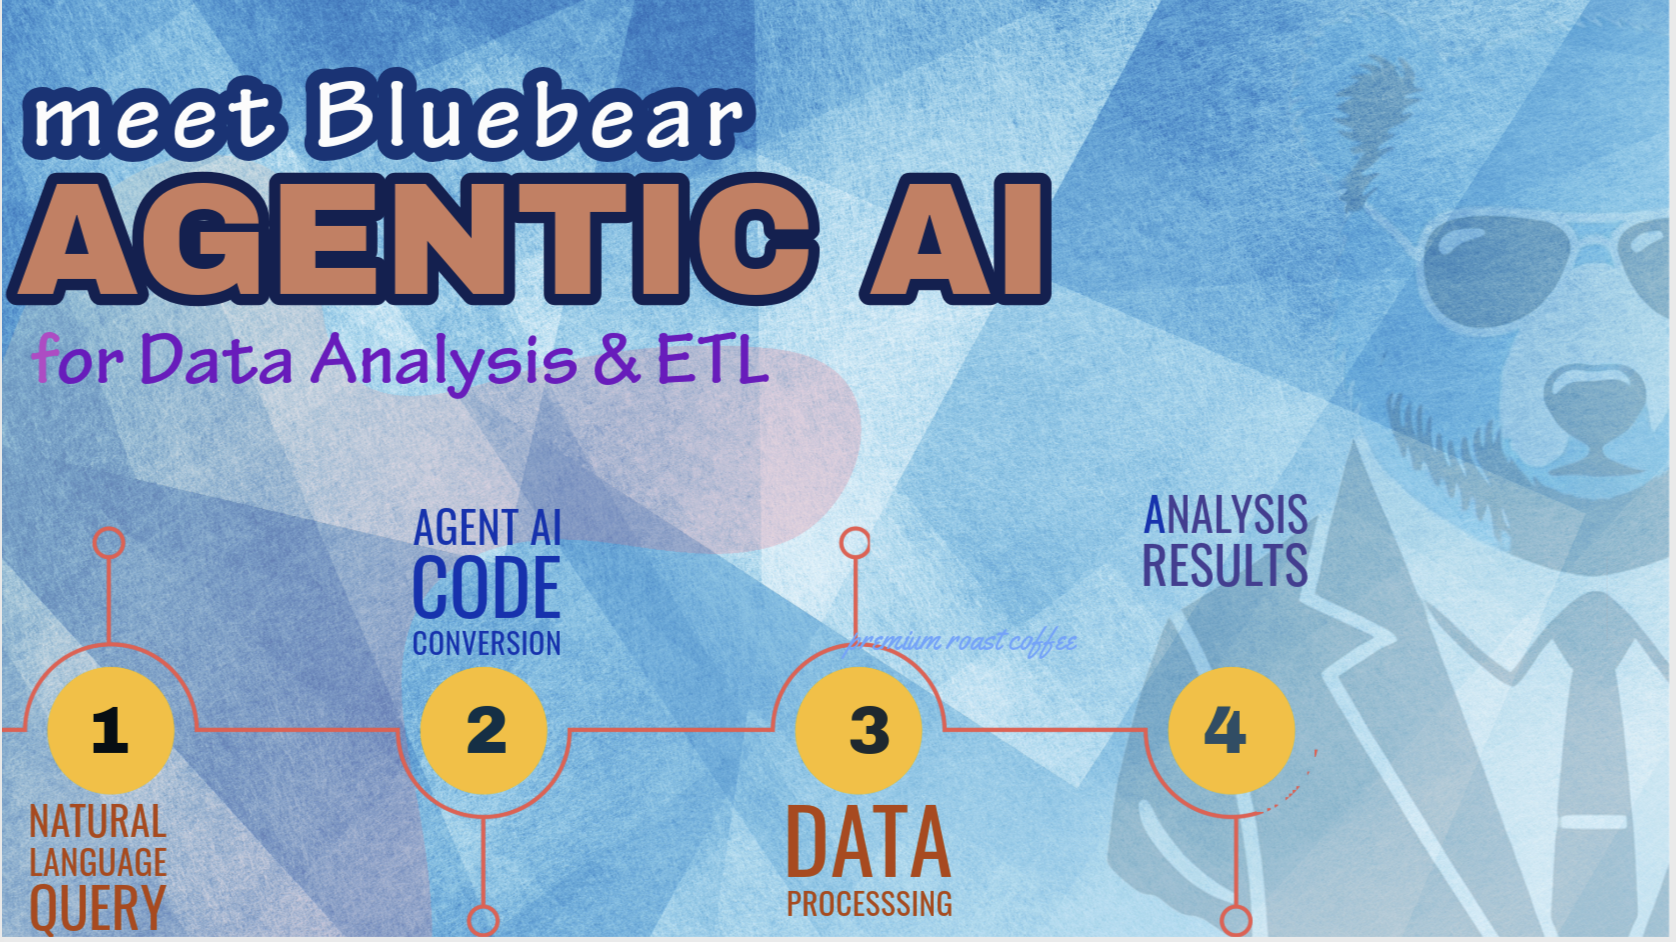 meet Bluebear
AGENTIC AI
for Data Analysis & ETL
1
NATURAL
LANGUAGE
QUERY
AGENT AI
CODE
CONVERSION
2
premium roast coffee
3
DATA
PROCESSSING
ANALYSIS
RESULTS
4